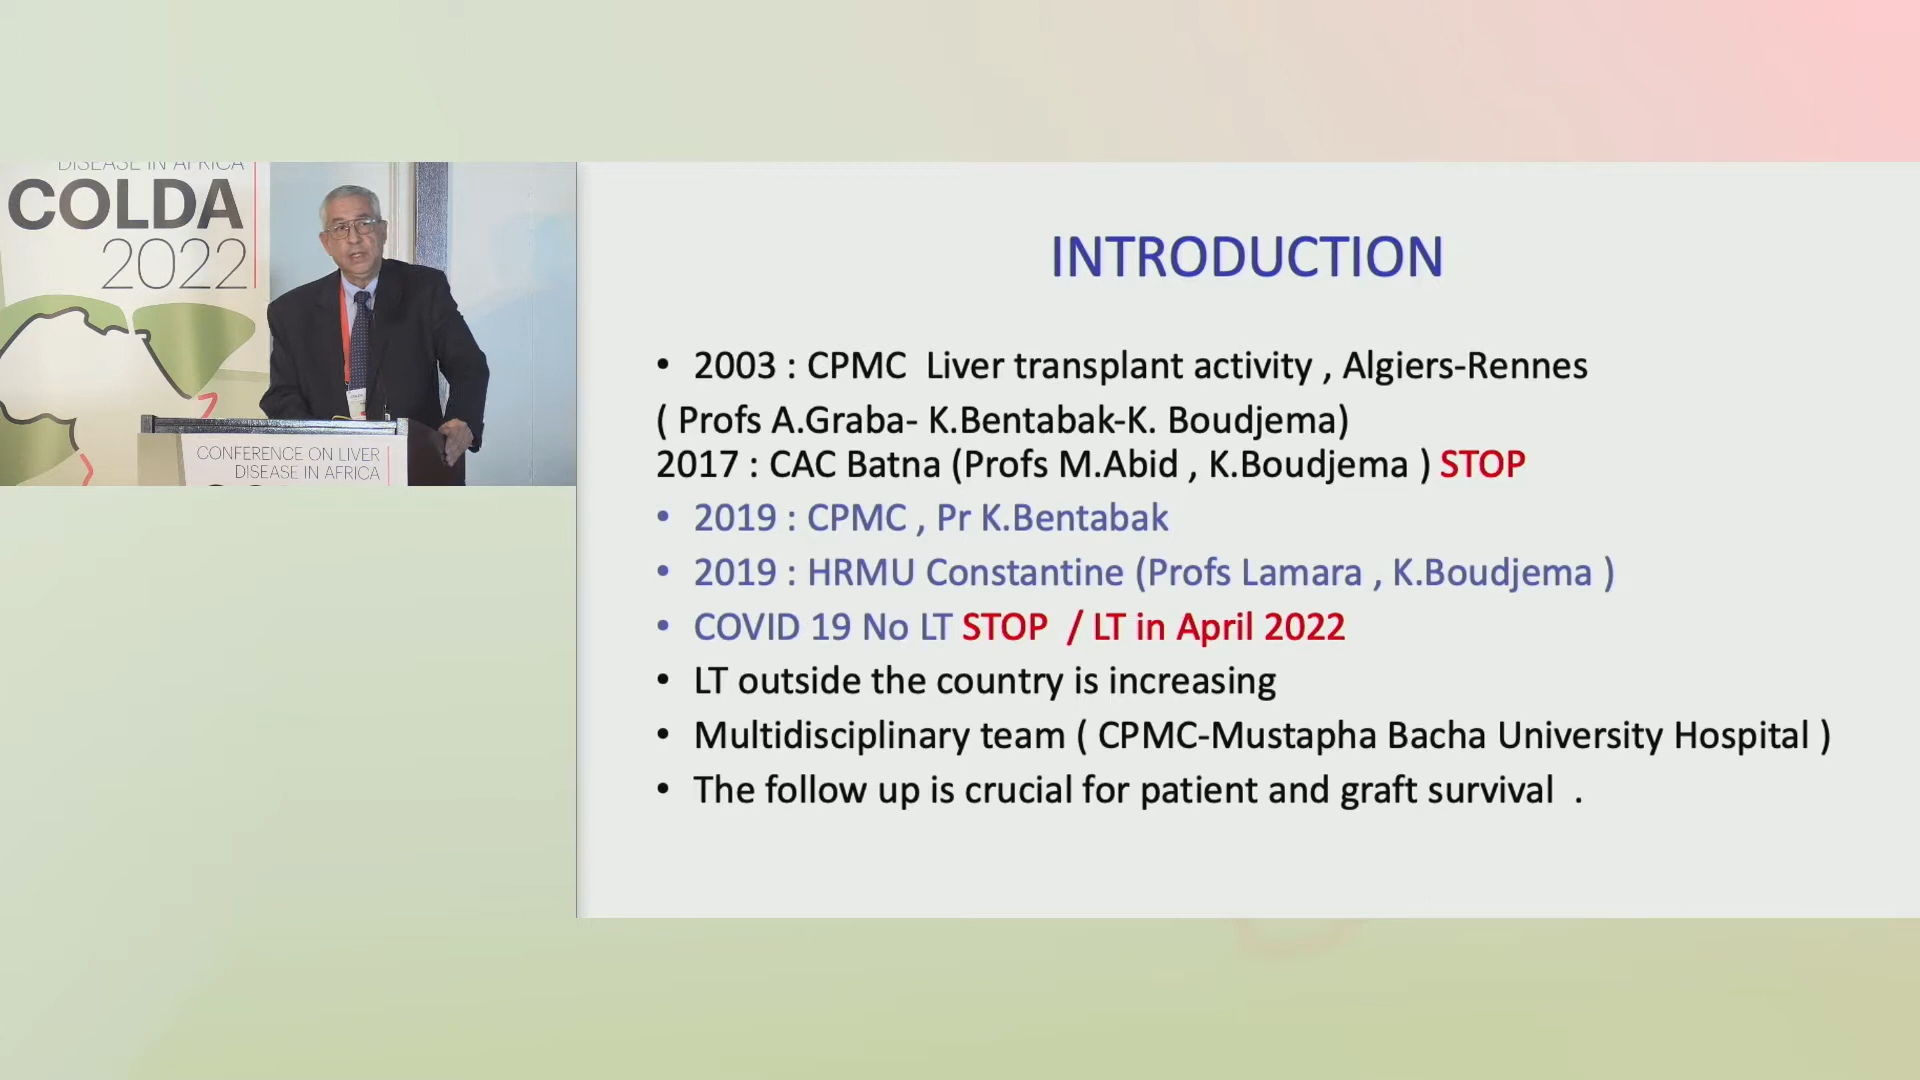 DISEASE IN AFRICA
COLDA
2022
CONFERENCE ON LIVER
DISEASE IN AFRICA
INTRODUCTION
• 2003 : CPMC Liver transplant activity , Algiers-Rennes
( Profs A.Graba- K.Bentabak-K. Boudjema)
2017 : CAC Batna (Profs M.Abid , K.Boudjema ) STOP
• 2019 : CPMC , Pr K.Bentabak
• 2019 : HRMU Constantine (Profs Lamara , K.Boudjema )
• COVID 19 No LT STOP / LT in April 2022
• LT outside the country is increasing
• Multidisciplinary team ( CPMC-Mustapha Bacha University Hospital )
• The follow up is crucial for patient and graft survival .